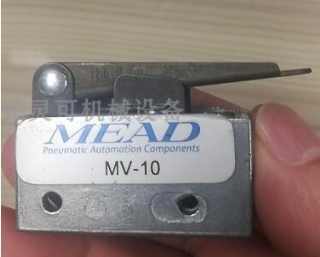 灵可机械设备
MEAD
Pneumatic Automation Components
MV-10